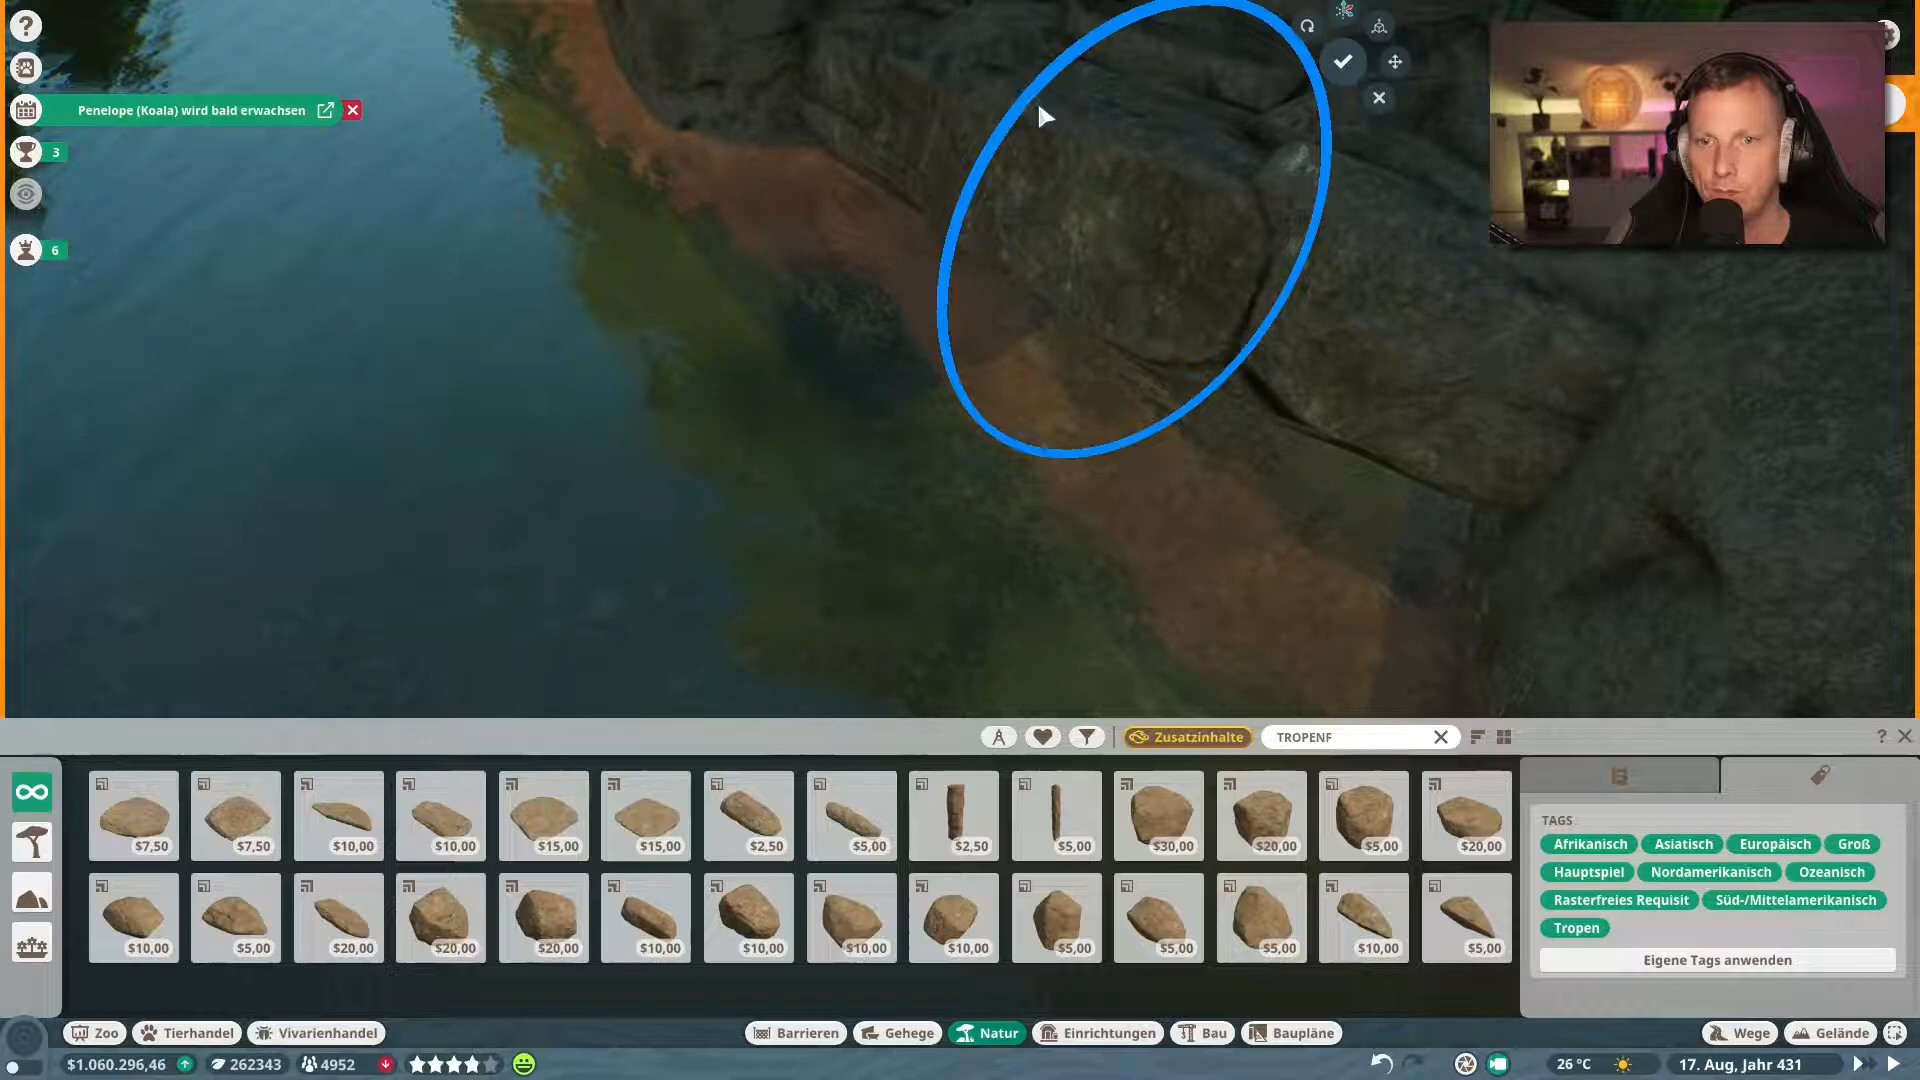 ?
Penelope (Koala) wird bald erwachsen
3
6
Zusatzinhalte
TROPENF
?
$7,50
$7,50
$10,00
$10,00
$15,00
$15,00
$2,50
$5,00
$2,50
$5,00
$30,00
$20,00
$5,00
$20,00
$10,00
$5,00
$20,00
$20,00
$20,00
$10,00
$10,00
$10,00
$10,00
$5,00
$5,00
$5,00
$10,00
$5,00
TAGS
Afrikanisch Asiatisch Europäisch Groß
Hauptspiel Nordamerikanisch Ozeanisch
Rasterfreies Requisit Süd-/Mittelamerikanisch
Tropen
Eigene Tags anwenden
Zoo Tierhandel Vivarienhandel Barrieren Gehege Natur Einrichtungen Bau Baupläne Wege Gelände
$1.060.296,46 262343 4952 26 °C 17. Aug, Jahr 431